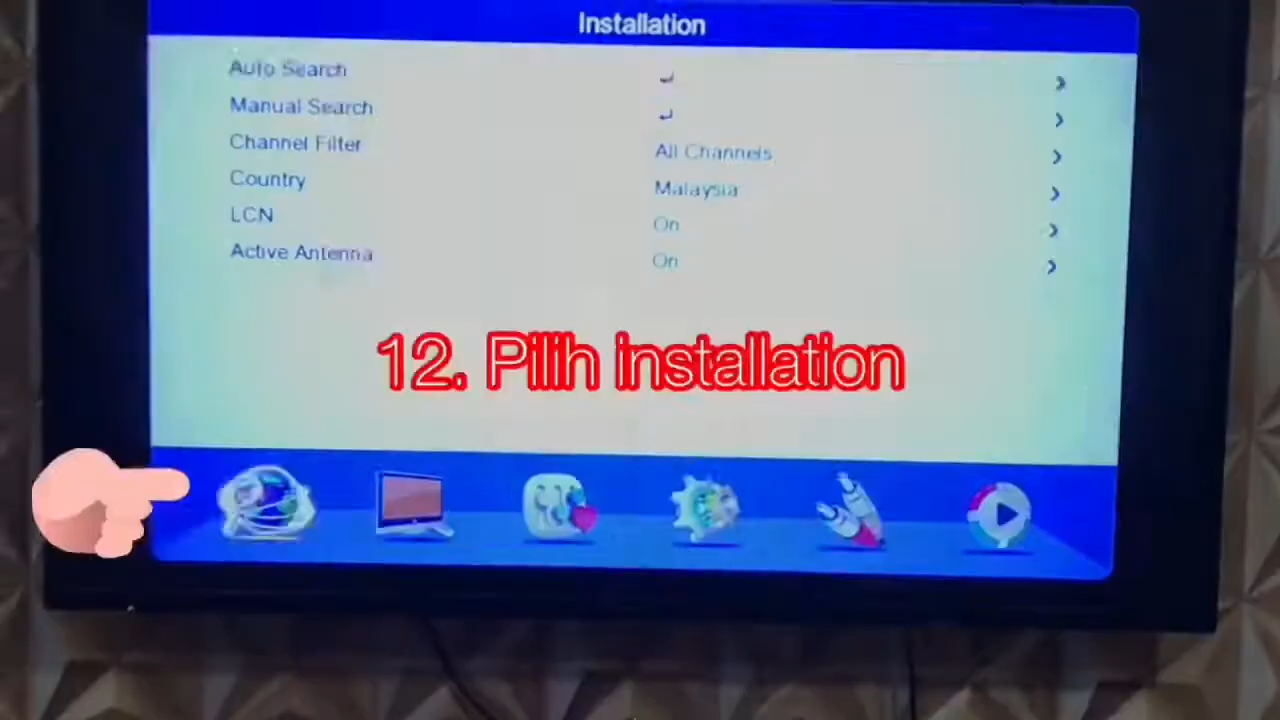 Installation
Auto Search
Manual Search
Channel Filter All Channels
Country Malaysia
LCN On
Active Antenna On
12. Pilih installation